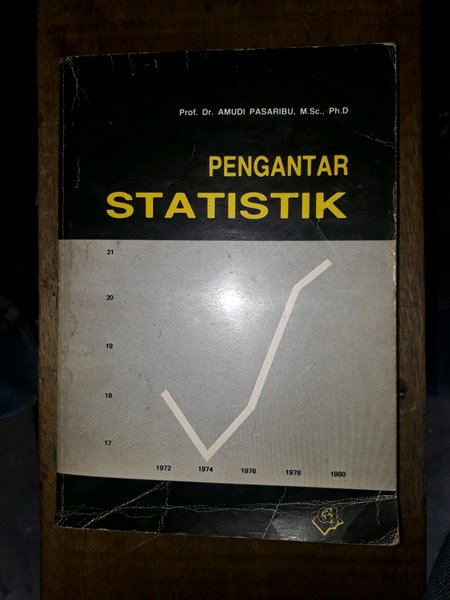 Prof. Dr. AMUDI PASARIBU, M.Sc., Ph.D
PENGANTAR
STATISTIK
21
20
19
18
17
1972 1974 1976 1978 1980